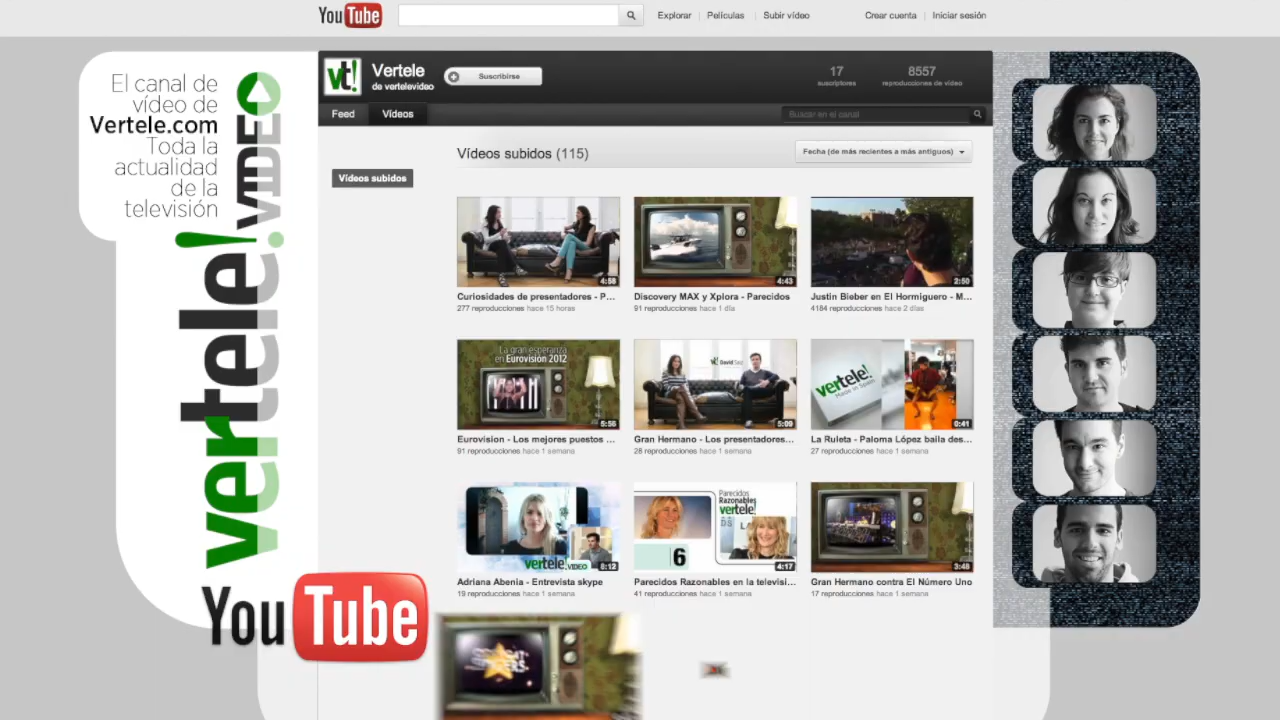 YouTube
Explorar
Películas
Subir vídeo
Crear cuenta
Iniciar sesión
El canal de
vídeo de
Vertele.com
Toda la
actualidad
de la
televisión
vertele! VIDEO
YouTube
vt!
Vertele
de vertelevideo
Suscribirse
17
suscriptores
8557
reproducciones de vídeo
Feed
Vídeos
Buscar en el canal
Vídeos subidos (115)
Fecha (de más recientes a más antiguos)
Vídeos subidos
4:58
4:43
2:50
Curiosidades de presentadores - P...
277 reproducciones hace 15 horas
Discovery MAX y Xplora - Parecidos
91 reproducciones hace 1 día
Justin Bieber en El Hormiguero - M...
4184 reproducciones hace 2 días
La gran esperanza
en Eurovisión 2012
5:56
vt! David
5:09
vertele!
Made in Spain
0:41
Eurovision - Los mejores puestos ...
91 reproducciones hace 1 semana
Gran Hermano - Los presentadores...
28 reproducciones hace 1 semana
La Ruleta - Paloma López baila des...
27 reproducciones hace 1 semana
vertele! VIDEO
8:12
Parecidos
Razonables
vertele!
6
4:17
3:48
Adriana Abenia - Entrevista skype
19 reproducciones hace 1 semana
Parecidos Razonables en la televisi...
41 reproducciones hace 1 semana
Gran Hermano contra El Número Uno
17 reproducciones hace 1 semana